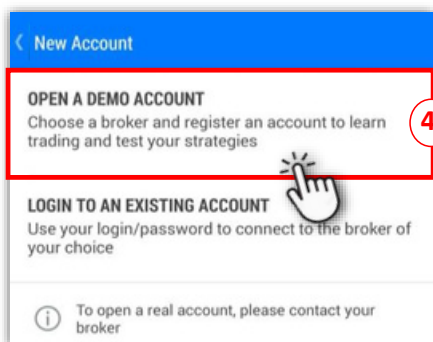 New Account
OPEN A DEMO ACCOUNT
Choose a broker and register an account to learn
trading and test your strategies
4
LOGIN TO AN EXISTING ACCOUNT
Use your login/password to connect to the broker of
your choice
To open a real account, please contact your
broker